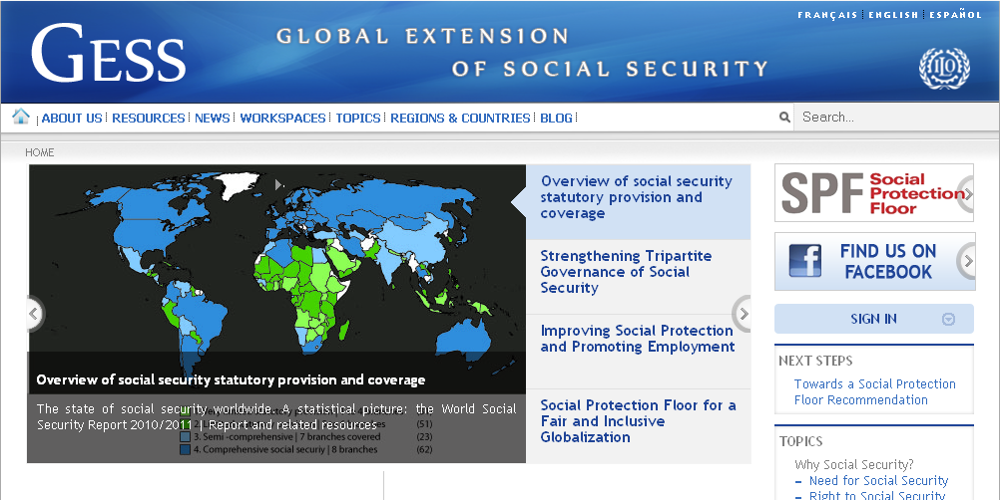 FRANÇAIS | ENGLISH | ESPAÑOL
GESS
GLOBAL EXTENSION
OF SOCIAL SECURITY
ILO
ABOUT US RESOURCES NEWS WORKSPACES TOPICS REGIONS & COUNTRIES BLOG
Search...
HOME
Overview of social security statutory provision and coverage
The state of social security worldwide. A statistical picture: the World Social
Security Report 2010/2011 | Report and related resources
(51)
3. Semi-comprehensive | 7 branches covered (23)
4. Comprehensive social securiy | 8 branches (62)
Overview of social security
statutory provision and
coverage
Strengthening Tripartite
Governance of Social
Security
Improving Social Protection
and Promoting Employment
Social Protection Floor for a
Fair and Inclusive
Globalization
SPF Social
Protection
Floor
FIND US ON
FACEBOOK
SIGN IN
NEXT STEPS
Towards a Social Protection
Floor Recommendation
TOPICS
Why Social Security?
– Need for Social Security
– Right to Social Security